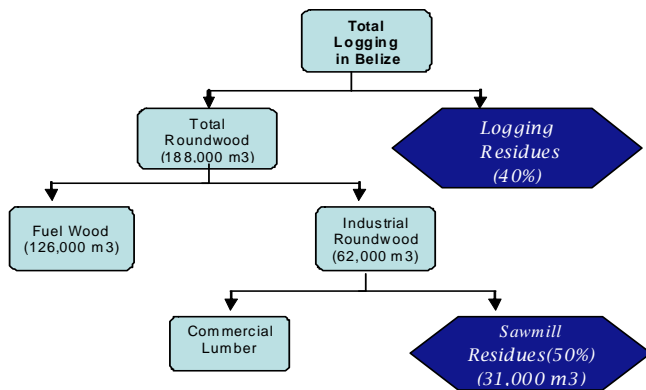 Total
Logging
in Belize
Total
Roundwood
(188,000 m3)
Logging
Residues
(40%)
Fuel Wood
(126,000 m3)
Industrial
Roundwood
(62,000 m3)
Commercial
Lumber
Sawmill
Residues(50%)
(31,000 m3)